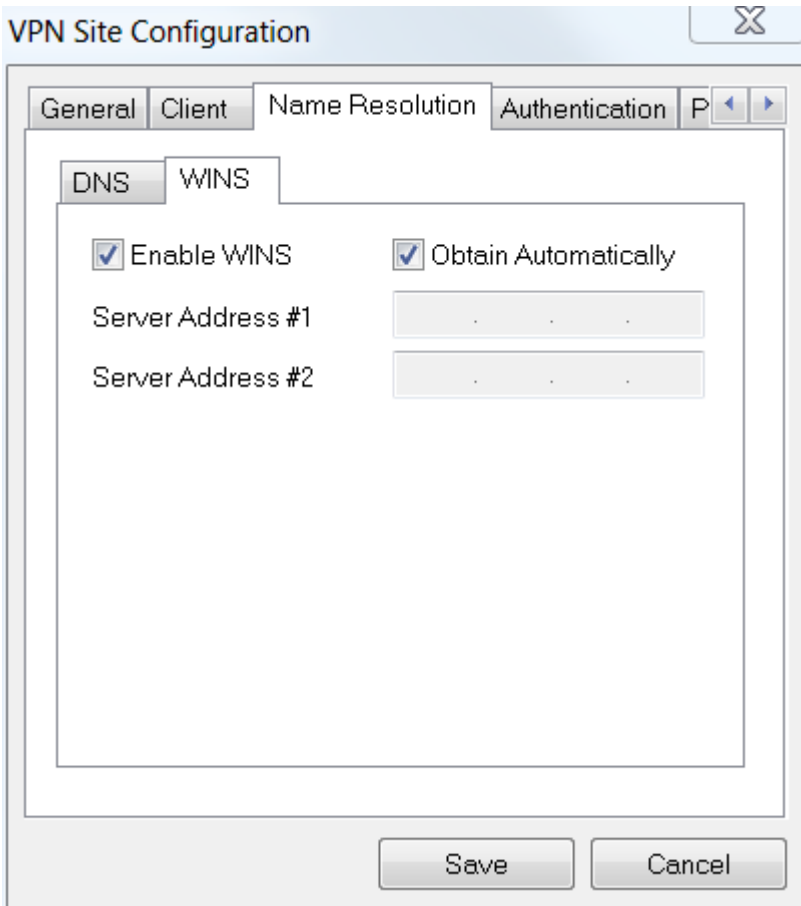 VPN Site Configuration
General Client Name Resolution Authentication P
DNS WINS
Enable WINS Obtain Automatically
Server Address #1 . . .
Server Address #2 . . .
Save Cancel